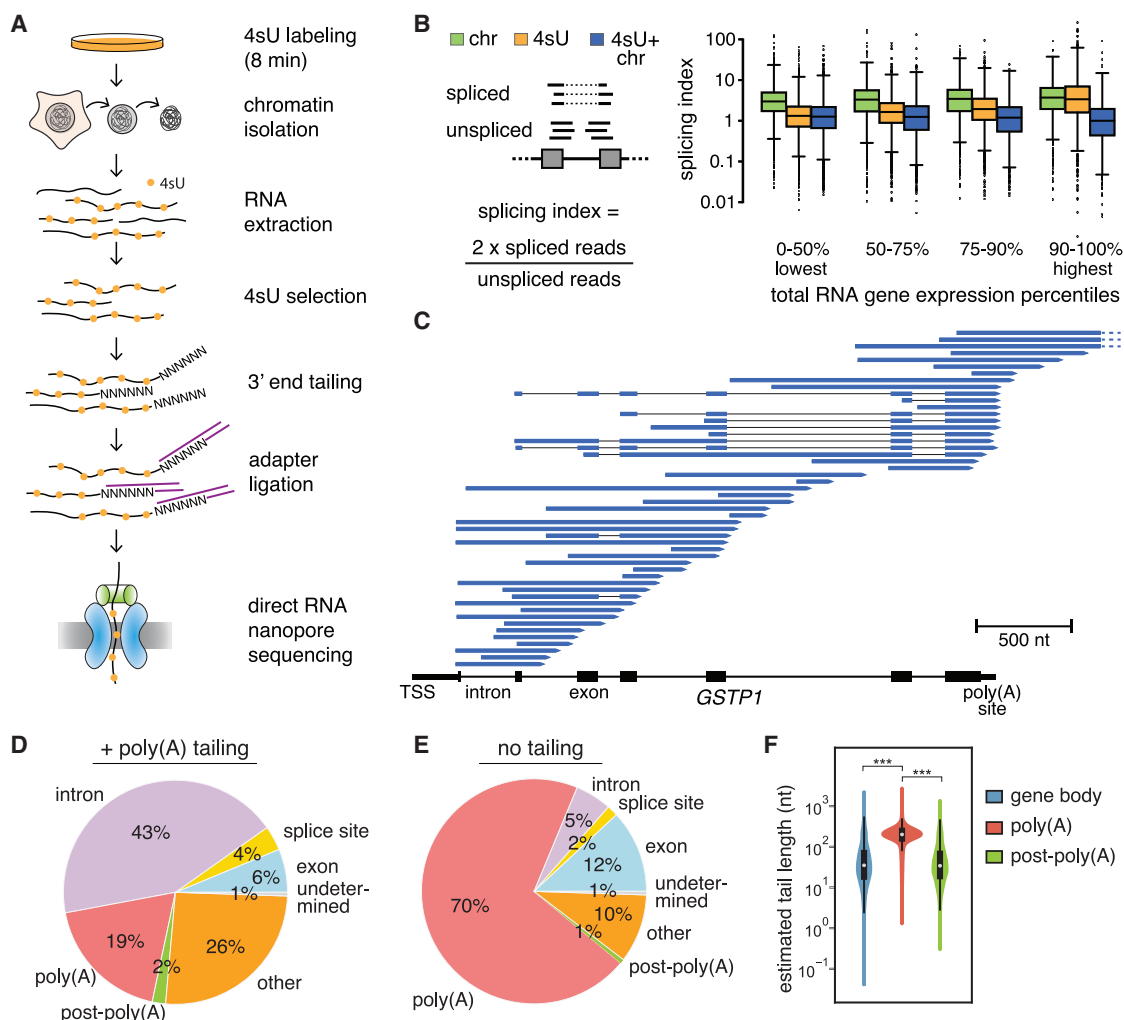 A
4sU labeling
(8 min)
chromatin
isolation
4sU
RNA
extraction
4sU selection
NNNNNN
NNNNNN
NNNNNN
3' end tailing
NNNNNN
NNNNNN
NNNNNN
adapter
ligation
direct RNA
nanopore
sequencing
B
chr
4sU
4sU+
chr
spliced
unspliced
splicing index =
2 x spliced reads
unspliced reads
splicing index
100
10
1
0.1
0.01
0-50%
lowest
50-75%
75-90%
90-100%
highest
total RNA gene expression percentiles
C
500 nt
TSS
intron
exon
GSTP1
poly(A)
site
D
+ poly(A) tailing
intron
43%
splice site
4%
exon
6%
undeter-
mined
1%
26%
other
2%
post-poly(A)
19%
poly(A)
E
no tailing
intron
5%
splice site
2%
exon
12%
undeter-
mined
1%
10%
other
1%
post-poly(A)
70%
poly(A)
F
estimated tail length (nt)
10³
10²
10¹
10⁰
10⁻¹
***
***
gene body
poly(A)
post-poly(A)